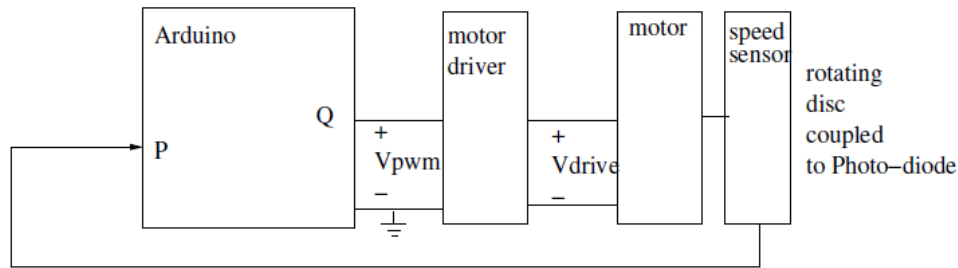 Arduino
Q
P
+
Vpwm
−
motor
driver
+
Vdrive
−
motor
speed
sensor
rotating
disc
coupled
to Photo−diode